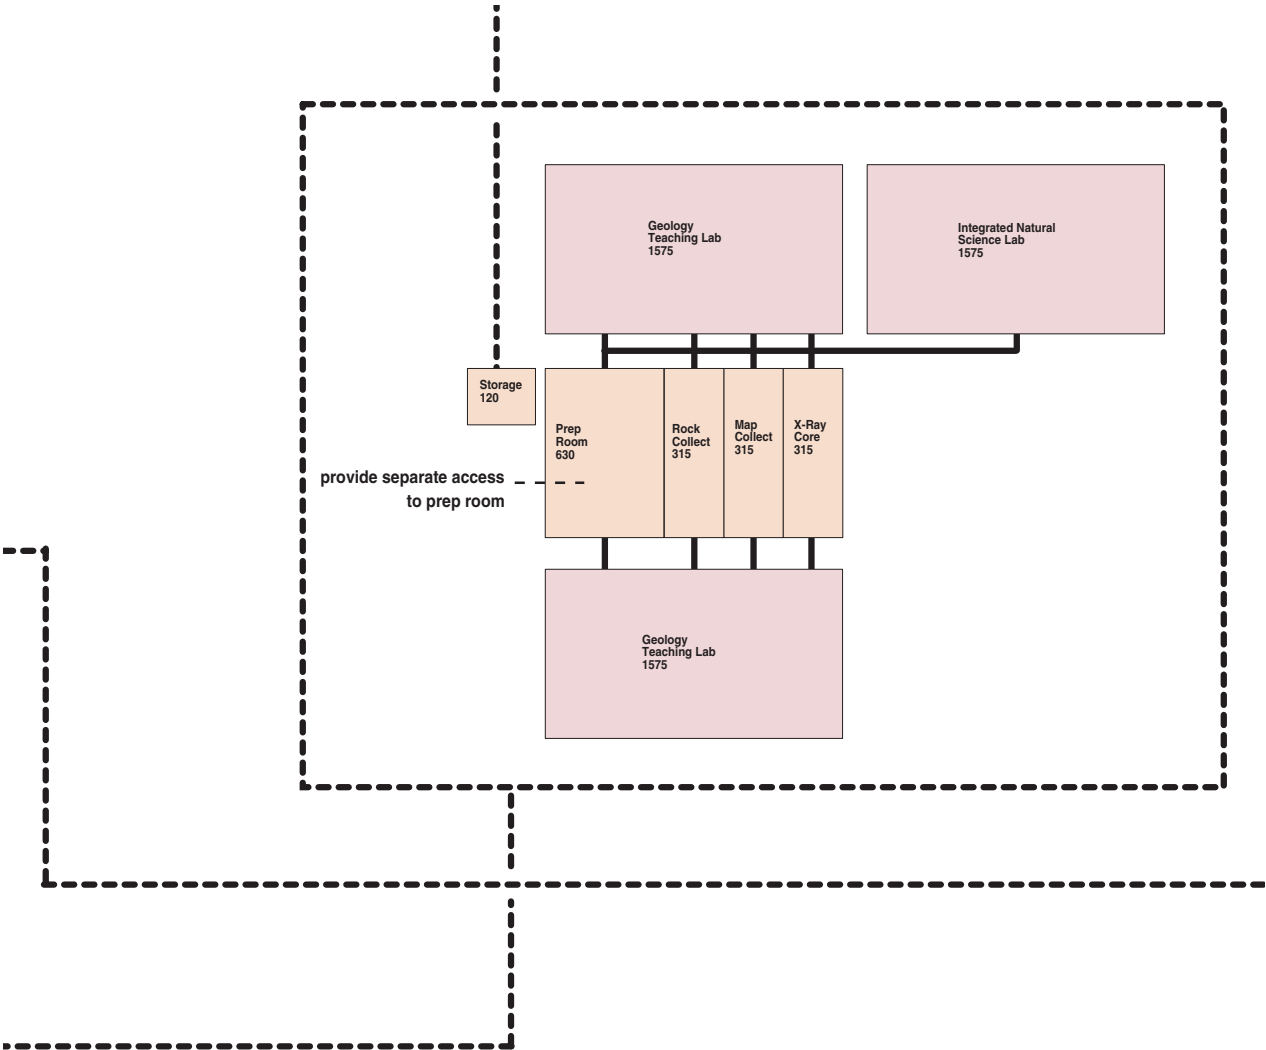 Geology
Teaching Lab
1575
Integrated Natural
Science Lab
1575
Storage
120
Prep
Room
630
Rock
Collect
315
Map
Collect
315
X-Ray
Core
315
provide separate access
to prep room
Geology
Teaching Lab
1575